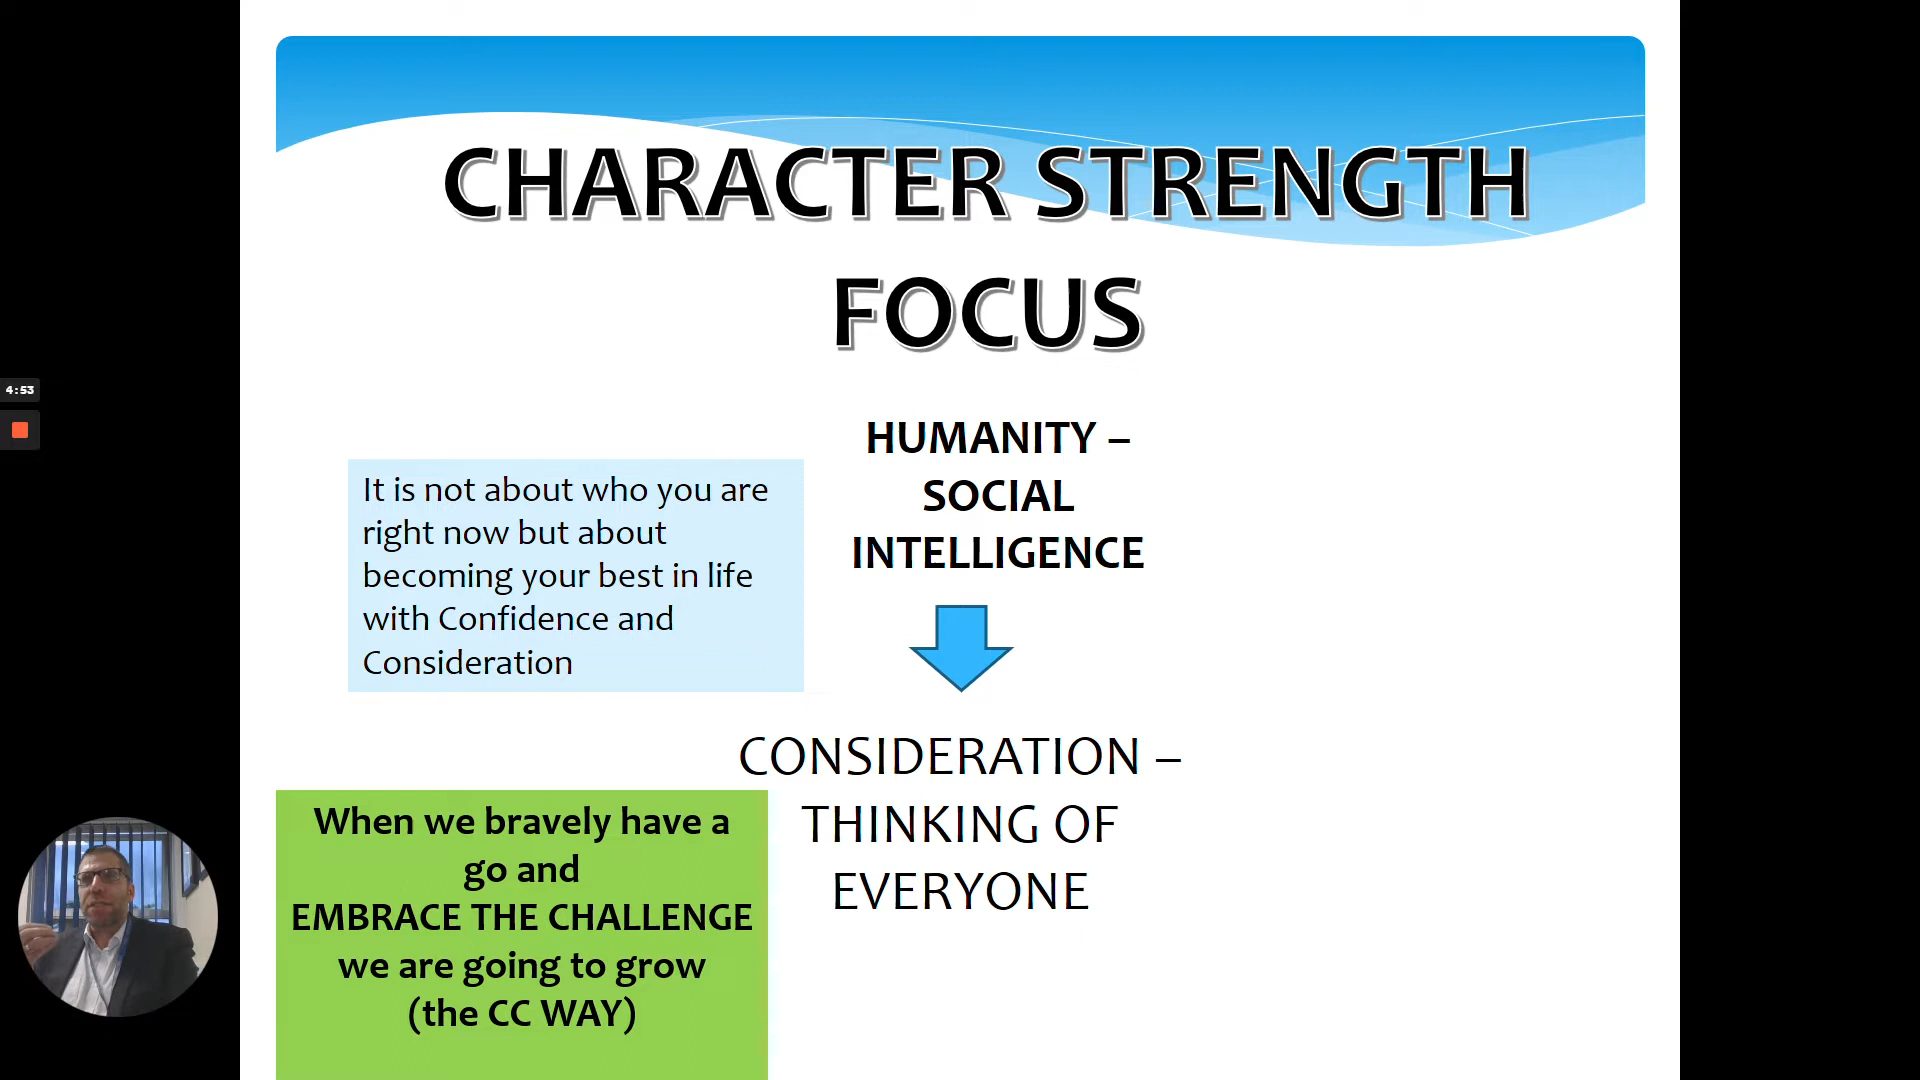 CHARACTER STRENGTH
FOCUS
4:53
HUMANITY –
SOCIAL
INTELLIGENCE
It is not about who you are
right now but about
becoming your best in life
with Confidence and
Consideration
CONSIDERATION –
THINKING OF
EVERYONE
When we bravely have a
go and
EMBRACE THE CHALLENGE
we are going to grow
(the CC WAY)